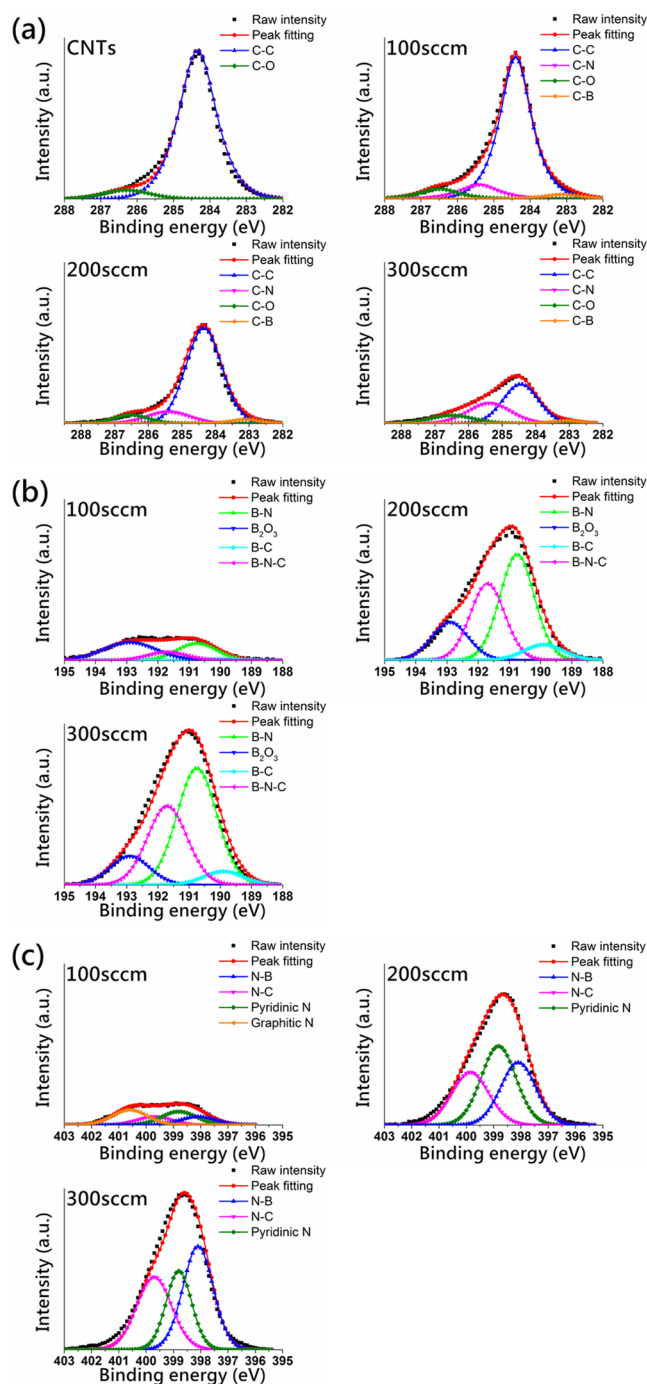 (a)
CNTs
Raw intensity
Peak fitting
C-C
C-O
Intensity (a.u.)
288 287 286 285 284 283 282
Binding energy (eV)
100sccm
Raw intensity
Peak fitting
C-C
C-N
C-O
C-B
Intensity (a.u.)
288 287 286 285 284 283 282
Binding energy (eV)
200sccm
Raw intensity
Peak fitting
C-C
C-N
C-O
C-B
Intensity (a.u.)
288 287 286 285 284 283 282
Binding energy (eV)
300sccm
Raw intensity
Peak fitting
C-C
C-N
C-O
C-B
Intensity (a.u.)
288 287 286 285 284 283 282
Binding energy (eV)
(b)
100sccm
Raw intensity
Peak fitting
B-N
B₂O₃
B-C
B-N-C
Intensity (a.u.)
195 194 193 192 191 190 189 188
Binding energy (eV)
200sccm
Raw intensity
Peak fitting
B-N
B₂O₃
B-C
B-N-C
Intensity (a.u.)
195 194 193 192 191 190 189 188
Binding energy (eV)
300sccm
Raw intensity
Peak fitting
B-N
B₂O₃
B-C
B-N-C
Intensity (a.u.)
195 194 193 192 191 190 189 188
Binding energy (eV)
(c)
100sccm
Raw intensity
Peak fitting
N-B
N-C
Pyridinic N
Graphitic N
Intensity (a.u.)
403 402 401 400 399 398 397 396 395
Binding energy (eV)
200sccm
Raw intensity
Peak fitting
N-B
N-C
Pyridinic N
Intensity (a.u.)
403 402 401 400 399 398 397 396 395
Binding energy (eV)
300sccm
Raw intensity
Peak fitting
N-B
N-C
Pyridinic N
Intensity (a.u.)
403 402 401 400 399 398 397 396 395
Binding energy (eV)